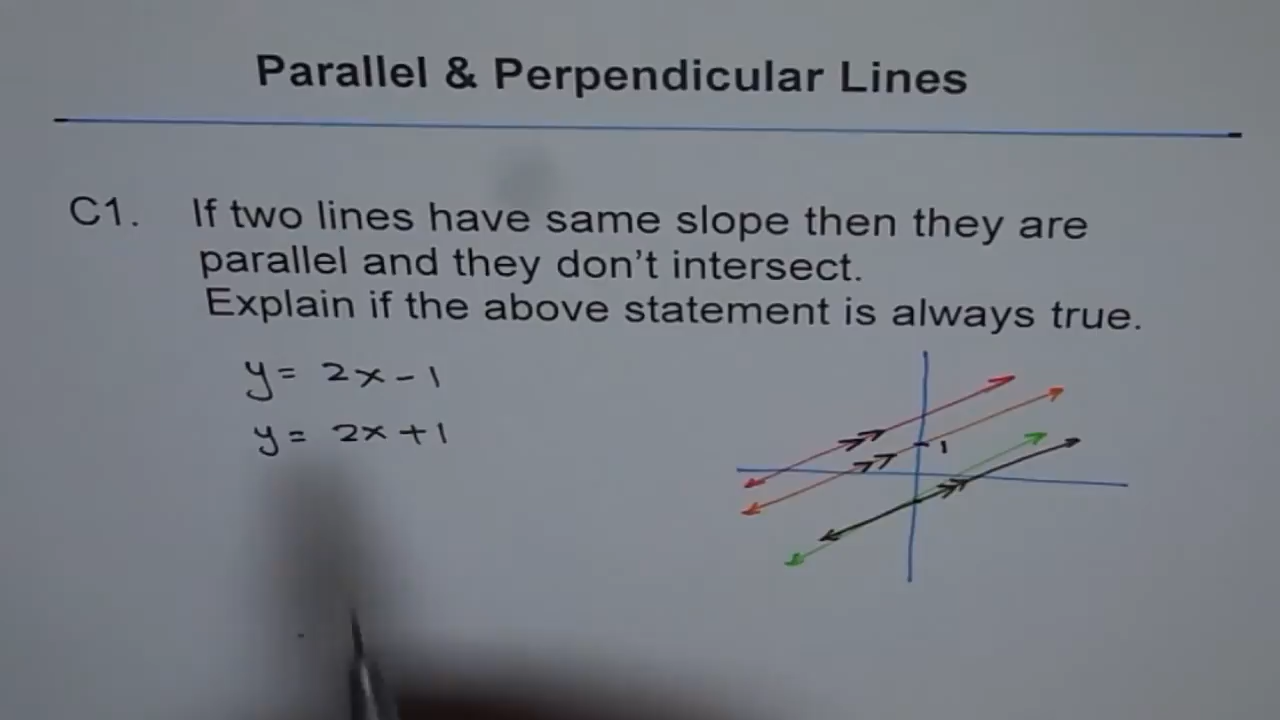 Parallel & Perpendicular Lines
C1. If two lines have same slope then they are
parallel and they don't intersect.
Explain if the above statement is always true.
y = 2x - 1
y = 2x + 1
1